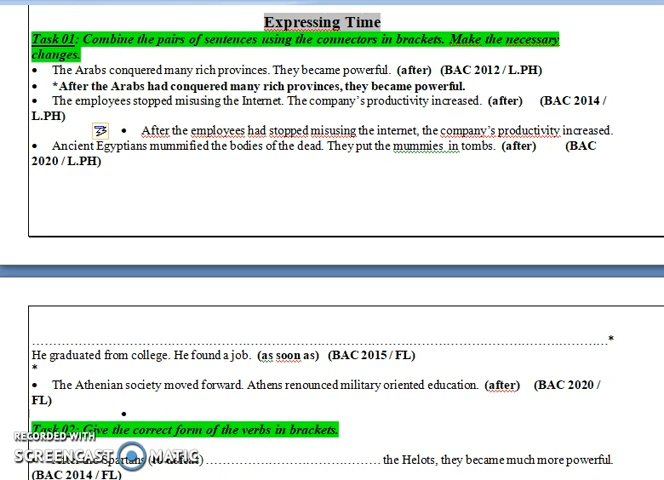 Expressing Time
Task 01: Combine the pairs of sentences using the connectors in brackets. Make the necessary
changes.
• The Arabs conquered many rich provinces. They became powerful. (after) (BAC 2012 / L.PH)
• *After the Arabs had conquered many rich provinces, they became powerful.
• The employees stopped misusing the Internet. The company's productivity increased. (after) (BAC 2014 /
L.PH)
• After the employees had stopped misusing the internet, the company's productivity increased.
• Ancient Egyptians mummified the bodies of the dead. They put the mummies in tombs. (after) (BAC
2020 / L.PH)
……………………………………………………………………………………………*
He graduated from college. He found a job. (as soon as) (BAC 2015 / FL)
*
• The Athenian society moved forward. Athens renounced military oriented education. (after) (BAC 2020 /
FL)
•
Task 02: Give the correct form of the verbs in brackets.
RECORDED WITH
SCREENCAST MATIC
After the Spartans (to defeat) ………………………………… the Helots, they became much more powerful.
(BAC 2014 / FL)